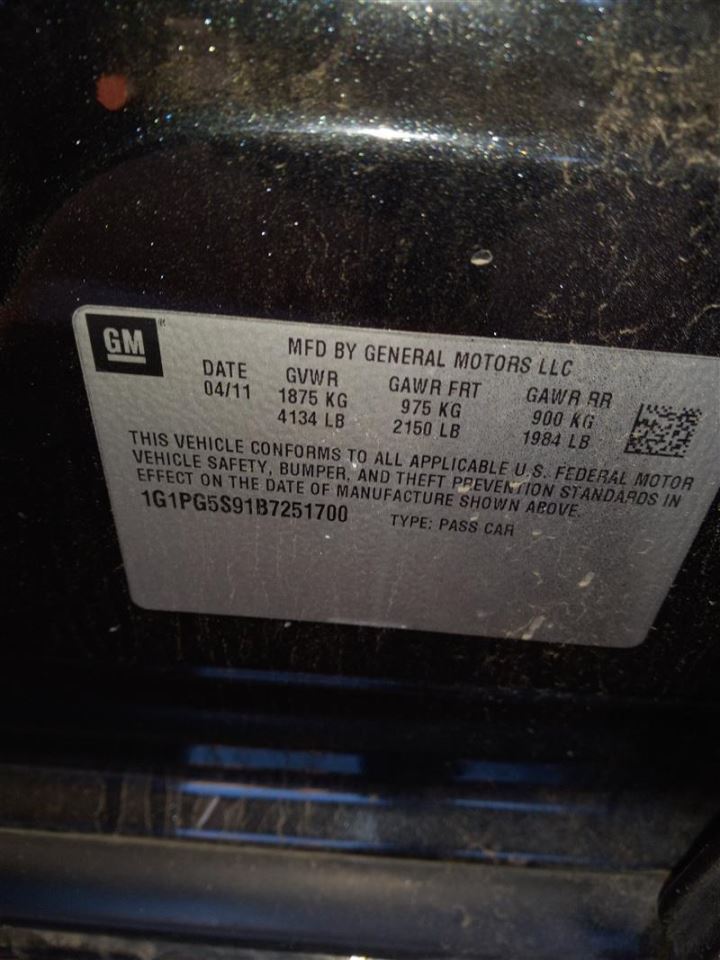 GM
MFD BY GENERAL MOTORS LLC
DATE GVWR GAWR FRT GAWR RR
04/11 1875 KG 975 KG 900 KG
4134 LB 2150 LB 1984 LB
THIS VEHICLE CONFORMS TO ALL APPLICABLE U.S. FEDERAL MOTOR
VEHICLE SAFETY, BUMPER, AND THEFT PREVENTION STANDARDS IN
EFFECT ON THE DATE OF MANUFACTURE SHOWN ABOVE.
1G1PG5S91B7251700 TYPE: PASS CAR